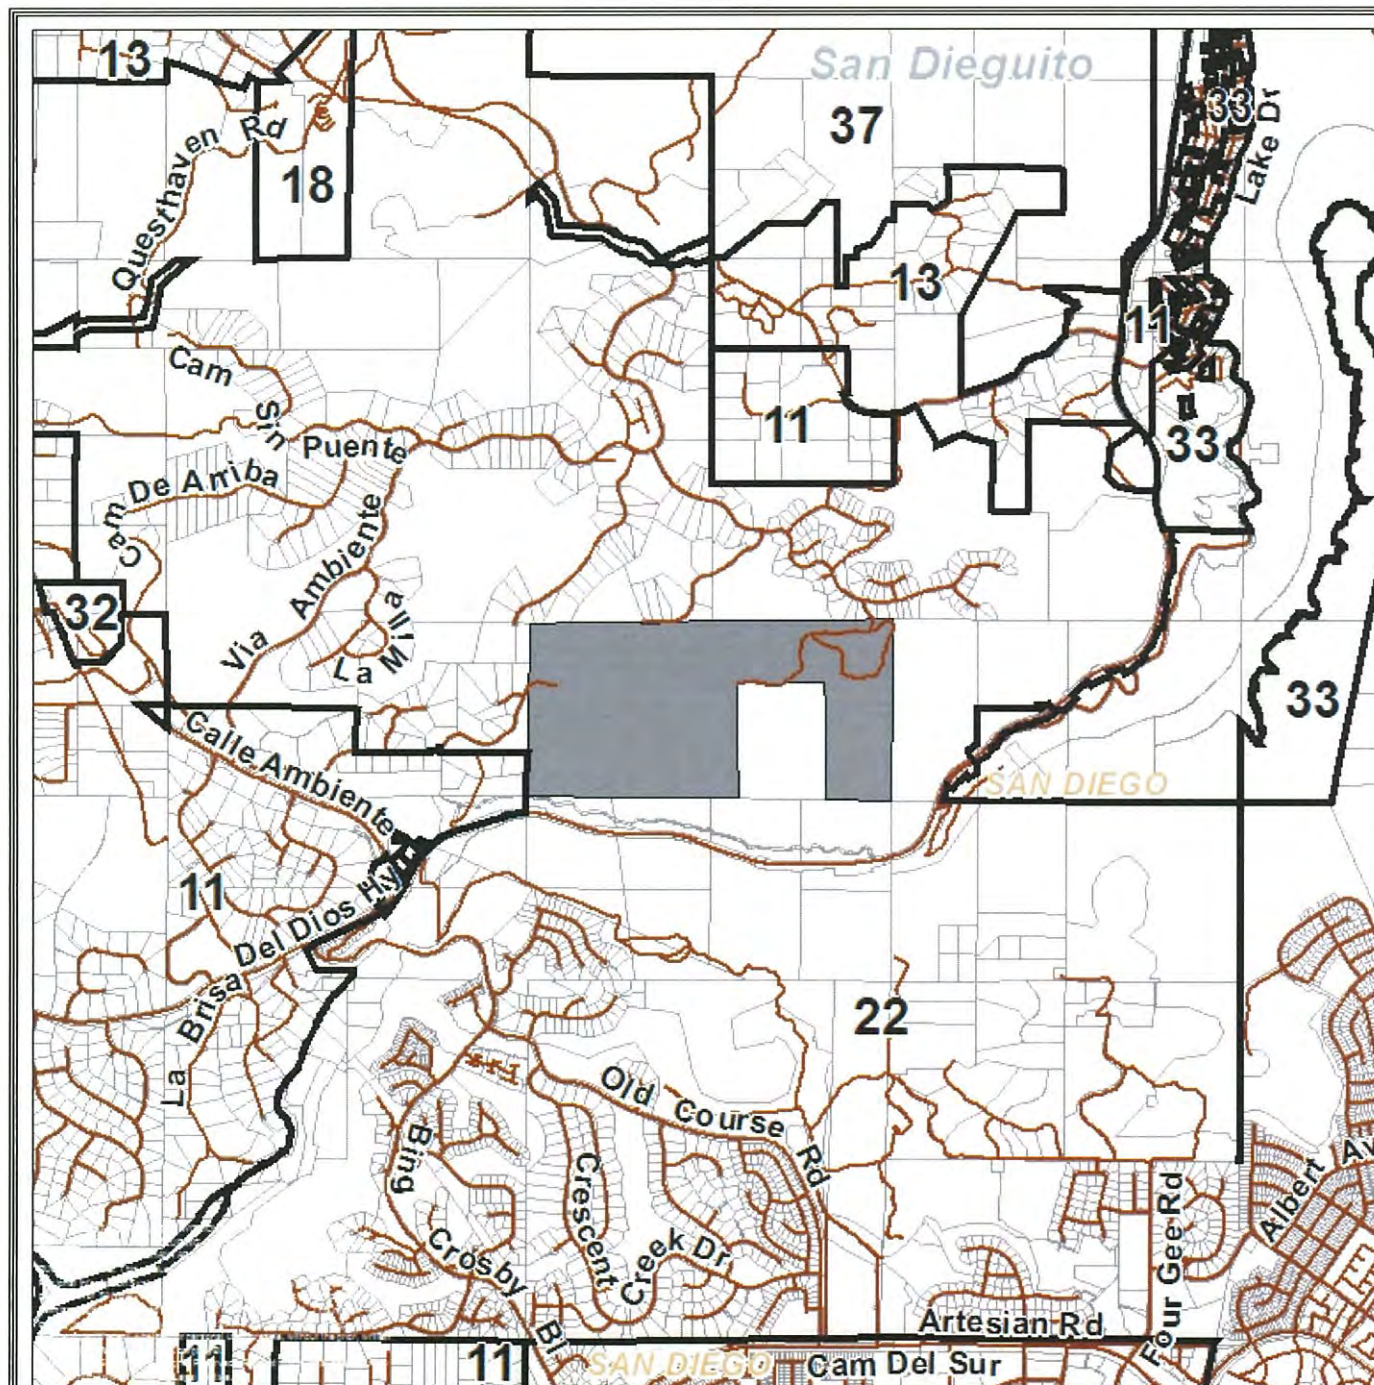 13
San Dieguito
37
33
Lake Dr
Questhaven Rd
18
13
11
Cam Sin Puente
11
33
De Arriba
Cam
Via Ambiente
La Milla
32
33
Calle Ambiente
SAN DIEGO
11
Del Dios Hy
La Brisa
22
Old Course Rd
Bing Crosby Bl
Crescent Creek Dr
Four Gee Rd
Albert Av
Artesian Rd
11
11
SAN DIEGO
Cam Del Sur